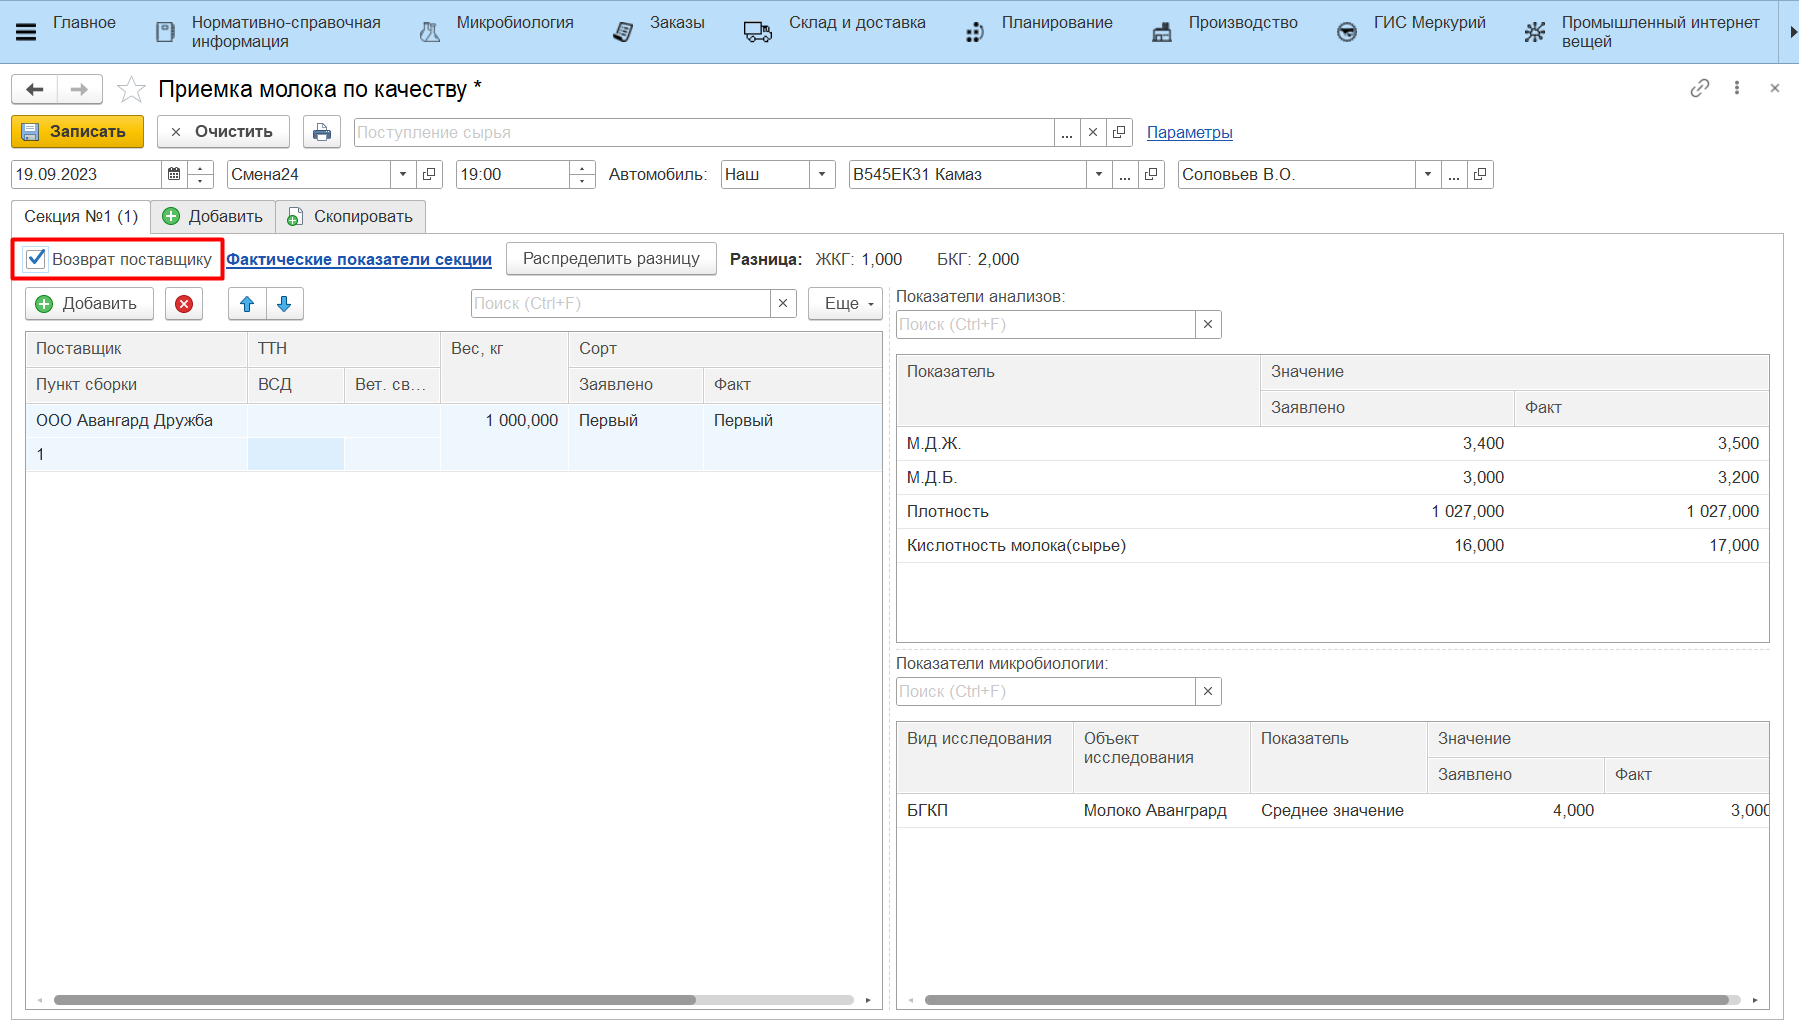 Главное
Нормативно-справочная
информация
Микробиология
Заказы
Склад и доставка
Планирование
Производство
ГИС Меркурий
Промышленный интернет
вещей
Приемка молока по качеству *
Записать
Очистить
Поступление сырья
...
Параметры
19.09.2023
Смена24
19:00
Автомобиль:
Наш
В545ЕК31 Камаз
...
Соловьев В.О.
...
Секция №1 (1)
Добавить
Скопировать
Возврат поставщику
Фактические показатели секции
Распределить разницу
Разница:
ЖКГ: 1,000
БКГ: 2,000
Добавить
Поиск (Ctrl+F)
Еще
Поставщик
ТТН
Вес, кг
Сорт
Пункт сборки
ВСД
Вет. св...
Заявлено
Факт
ООО Авангард Дружба
1 000,000
Первый
Первый
1
Показатели анализов:
Поиск (Ctrl+F)
Показатель
Значение
Заявлено
Факт
М.Д.Ж.
3,400
3,500
М.Д.Б.
3,000
3,200
Плотность
1 027,000
1 027,000
Кислотность молока(сырье)
16,000
17,000
Показатели микробиологии:
Поиск (Ctrl+F)
Вид исследования
Объект
исследования
Показатель
Значение
Заявлено
Факт
БГКП
Молоко Авангрард
Среднее значение
4,000
3,000